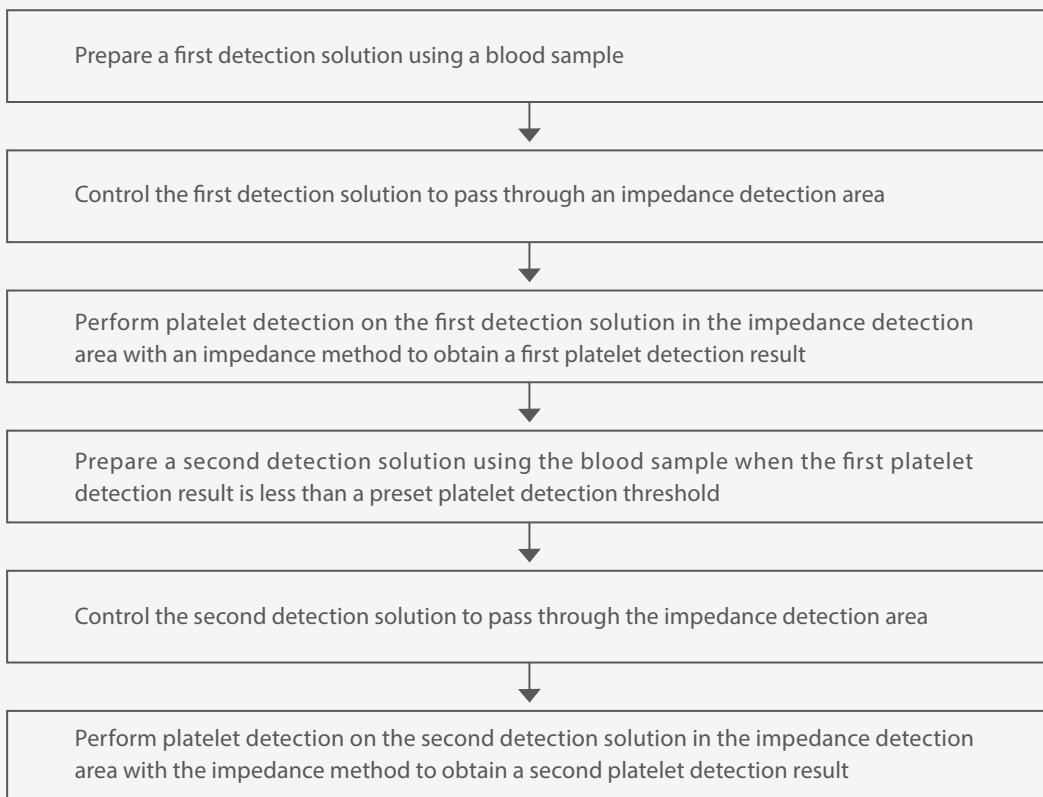 Prepare a first detection solution using a blood sample
Control the first detection solution to pass through an impedance detection area
Perform platelet detection on the first detection solution in the impedance detection
area with an impedance method to obtain a first platelet detection result
Prepare a second detection solution using the blood sample when the first platelet
detection result is less than a preset platelet detection threshold
Control the second detection solution to pass through the impedance detection area
Perform platelet detection on the second detection solution in the impedance detection
area with the impedance method to obtain a second platelet detection result